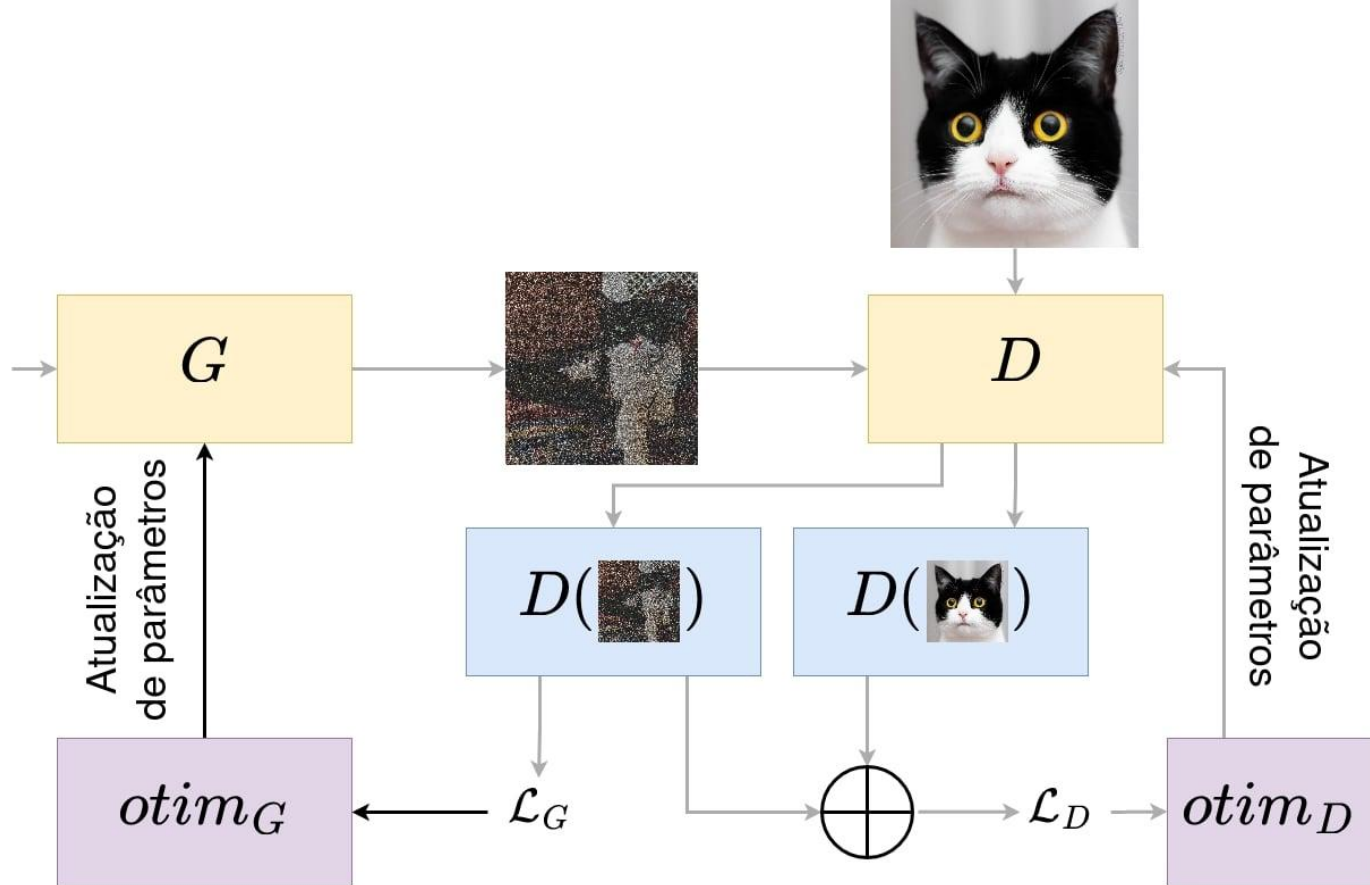 G
D
Atualização
de parâmetros
D( )
D( )
Atualização
de parâmetros
otim_G
ℒ_G
ℒ_D
otim_D